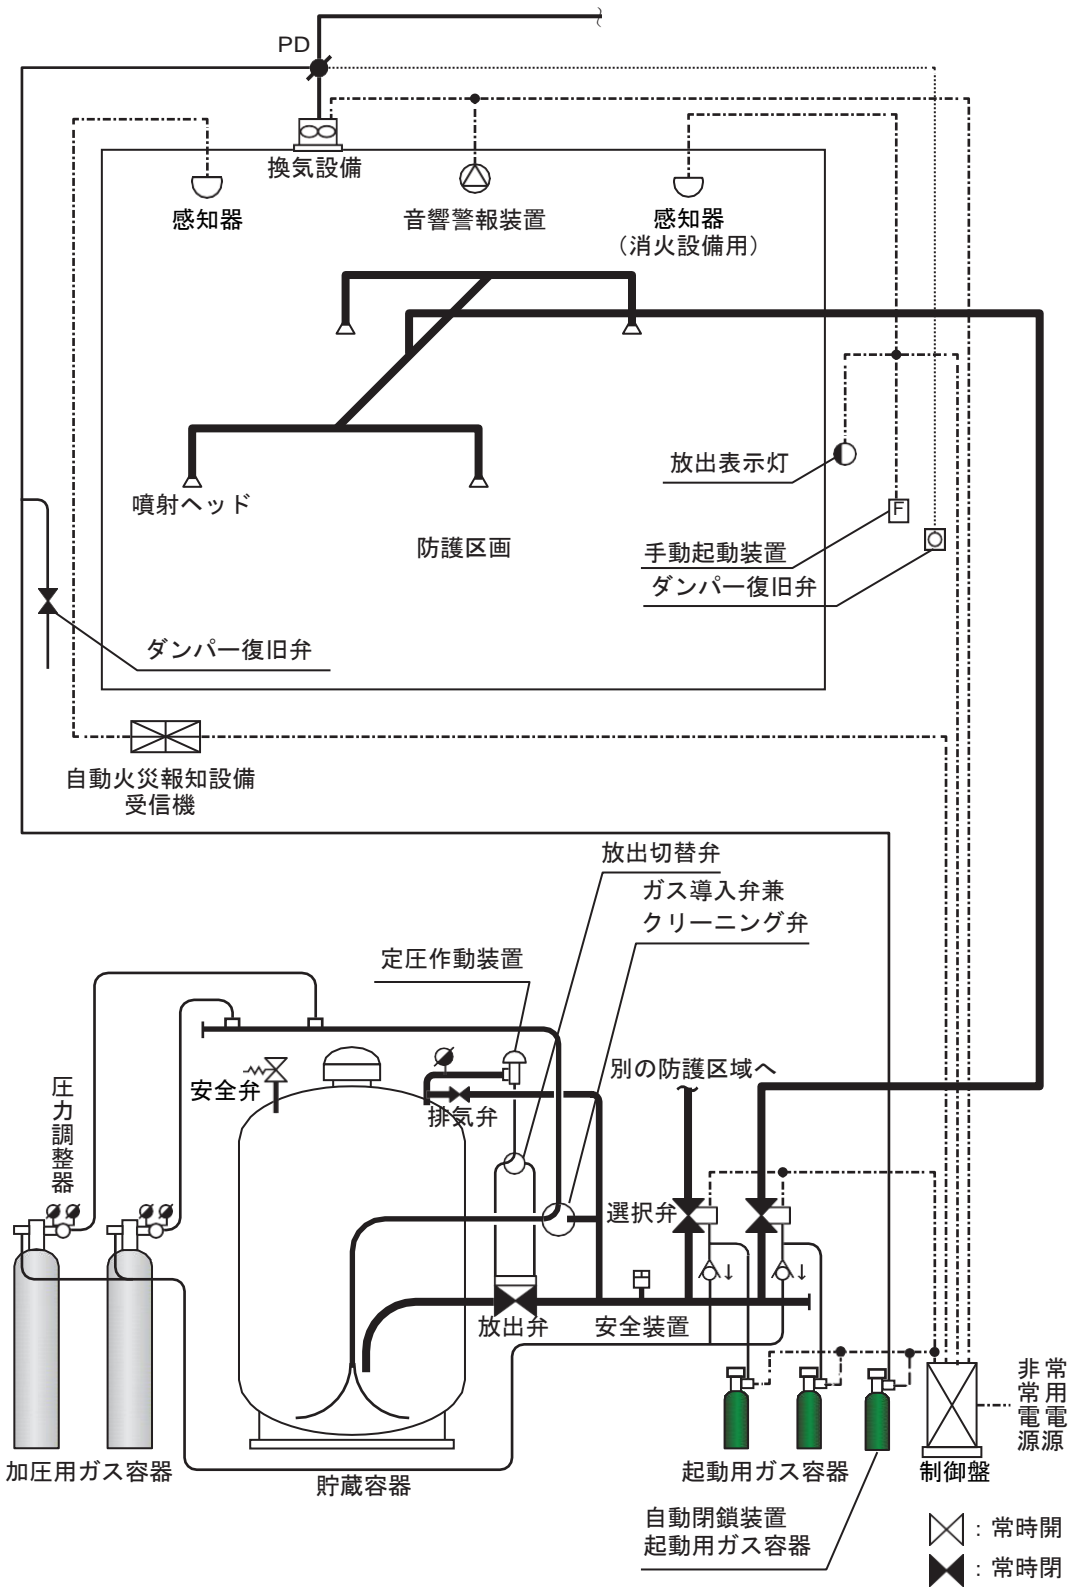 PD
換気設備
感知器
音響警報装置
感知器
（消火設備用）
放出表示灯
噴射ヘッド
F
防護区画
手動起動装置
ダンパー復旧弁
ダンパー復旧弁
自動火災報知設備
受信機
放出切替弁
ガス導入弁兼
クリーニング弁
定圧作動装置
別の防護区域へ
圧力調整器
安全弁
排気弁
選択弁
放出弁
安全装置
非常電源
常用電源
加圧用ガス容器
貯蔵容器
起動用ガス容器
制御盤
自動閉鎖装置
起動用ガス容器
：常時開
：常時閉